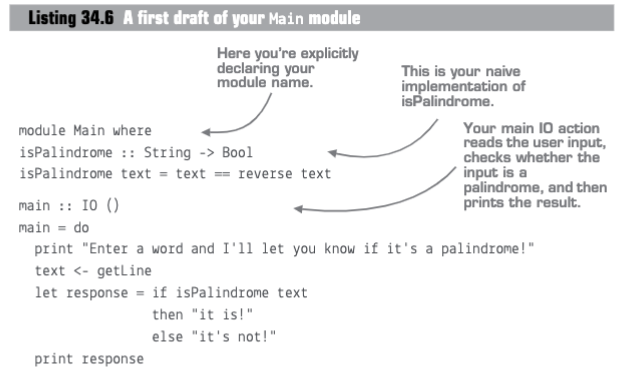 Listing 34.6 A first draft of your Main module
Here you're explicitly
declaring your
module name.
This is your naive
implementation of
isPalindrome.
Your main IO action
reads the user input,
checks whether the
input is a
palindrome, and then
prints the result.
module Main where
isPalindrome :: String -> Bool
isPalindrome text = text == reverse text
main :: IO ()
main = do
  print "Enter a word and I'll let you know if it's a palindrome!"
  text <- getLine
  let response = if isPalindrome text
                 then "it is!"
                 else "it's not!"
  print response